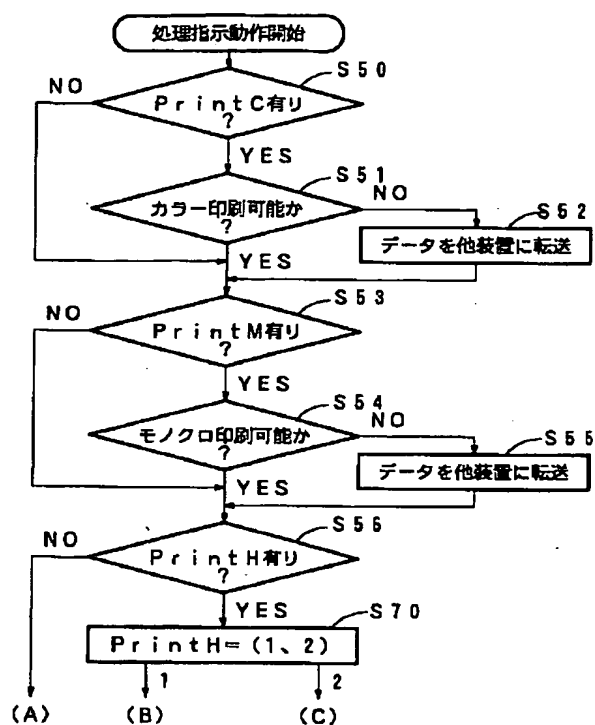 処理指示動作開始
S50
NO
PrintC有り
?
YES
S51
NO
カラー印刷可能か
?
S52
データを他装置に転送
YES
S53
NO
PrintM有り
?
YES
S54
NO
モノクロ印刷可能か
?
S55
データを他装置に転送
YES
S56
NO
PrintH有り
?
YES
S70
PrintH=(1、2)
1
2
(A)
(B)
(C)